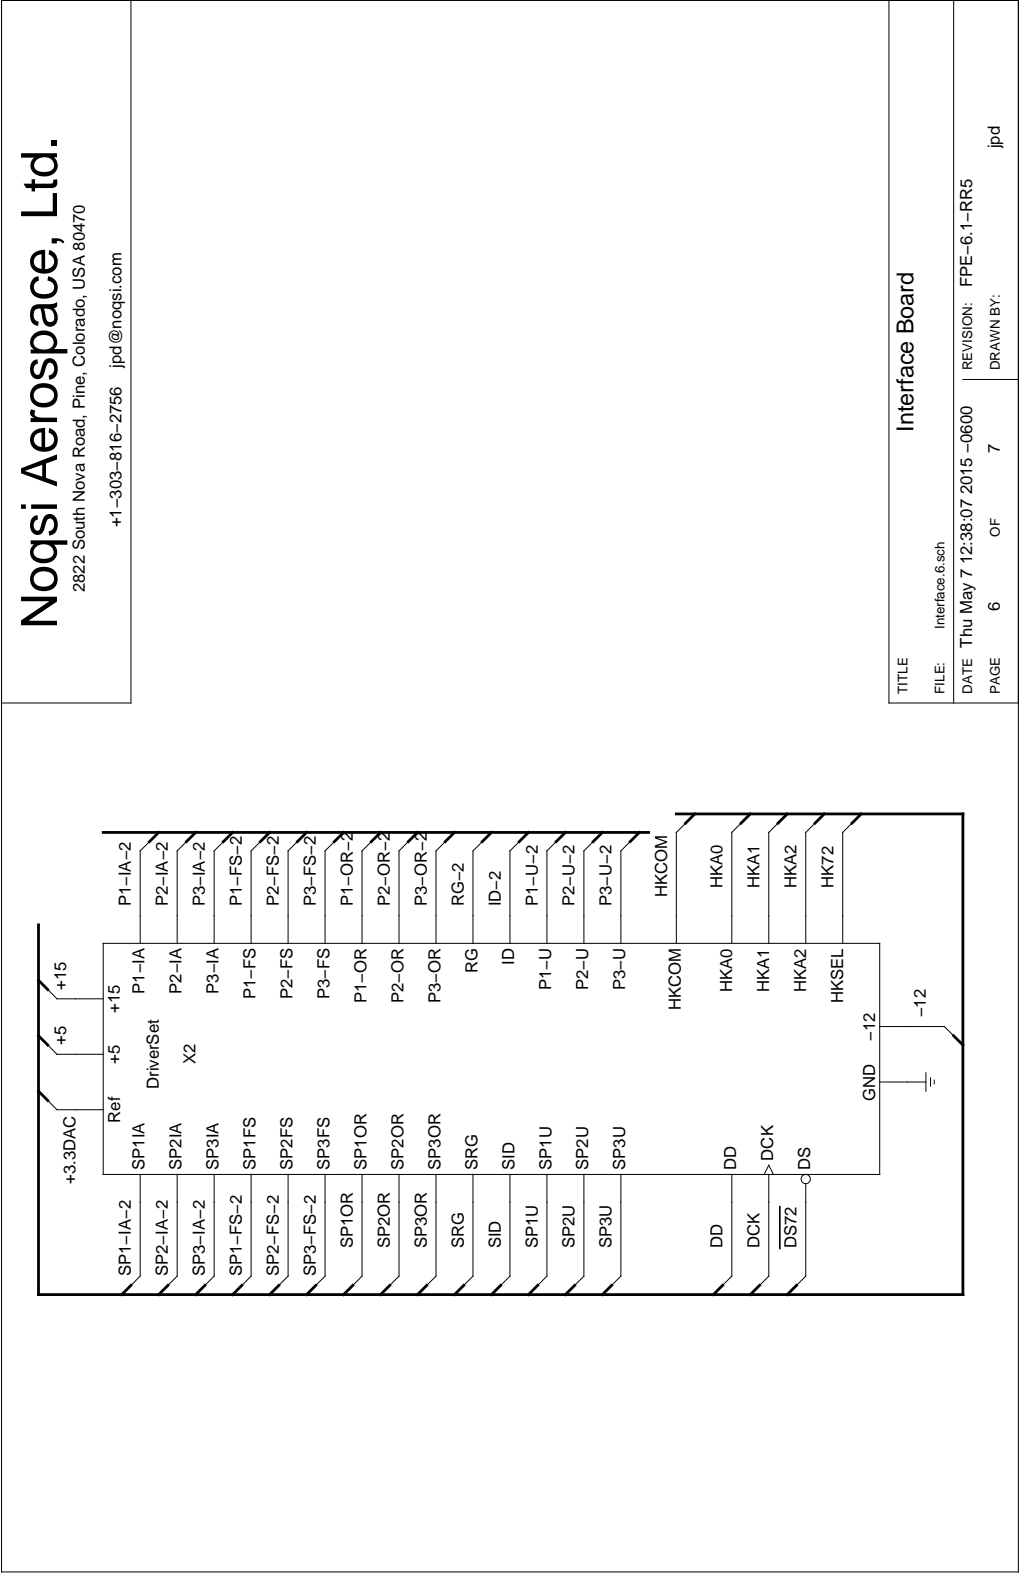 Noqsi Aerospace, Ltd.
2822 South Nova Road, Pine, Colorado, USA 80470
+1−303−816−2756 jpd@noqsi.com
+3.3DAC
+5
+15
Ref
+5
+15
DriverSet
X2
SP1−IA−2
SP1IA
P1−IA
P1−IA−2
SP2−IA−2
SP2IA
P2−IA
P2−IA−2
SP3−IA−2
SP3IA
P3−IA
P3−IA−2
SP1−FS−2
SP1FS
P1−FS
P1−FS−2
SP2−FS−2
SP2FS
P2−FS
P2−FS−2
SP3−FS−2
SP3FS
P3−FS
P3−FS−2
SP1OR
SP1OR
P1−OR
P1−OR−2
SP2OR
SP2OR
P2−OR
P2−OR−2
SP3OR
SP3OR
P3−OR
P3−OR−2
SRG
SRG
RG
RG−2
SID
SID
ID
ID−2
SP1U
SP1U
P1−U
P1−U−2
SP2U
SP2U
P2−U
P2−U−2
SP3U
SP3U
P3−U
P3−U−2
HKCOM
HKCOM
DD
DD
HKA0
HKA0
DCK
DCK
HKA1
HKA1
DS72
DS
HKA2
HKA2
HKSEL
HK72
GND
−12
−12
TITLE
Interface Board
FILE: Interface.6.sch
DATE Thu May 7 12:38:07 2015 −0600
REVISION: FPE−6.1−RR5
PAGE 6 OF 7
DRAWN BY: jpd